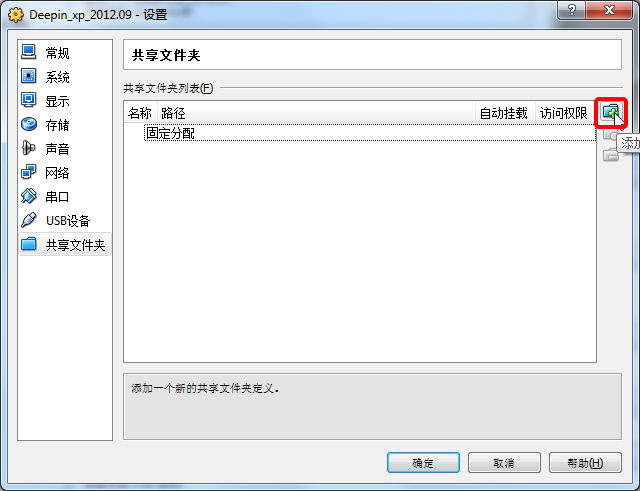 Deepin_xp_2012.09 - 设置
常规
系统
显示
存储
声音
网络
串口
USB设备
共享文件夹
共享文件夹
共享文件夹列表(F)
名称 路径 自动挂载 访问权限
固定分配
添加
添加一个新的共享文件夹定义.
确定 取消 帮助(H)